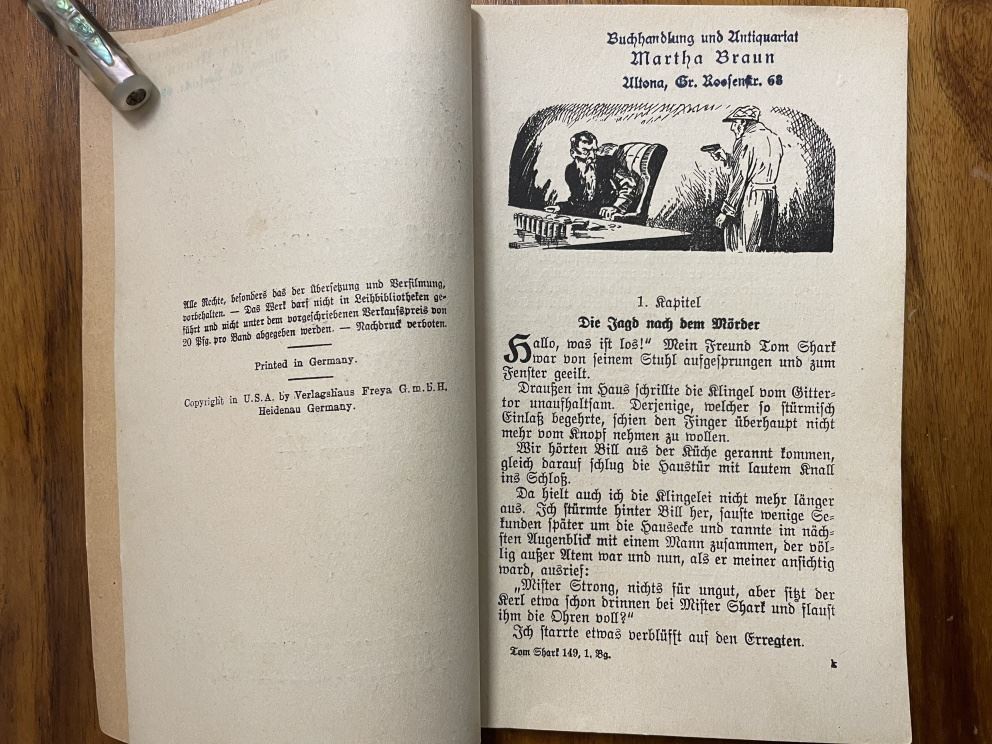 Alle Rechte, besonders das der Übersetzung und Verfilmung,
vorbehalten. — Das Werk darf nicht in Leihbibliotheken ge-
führt und nicht unter dem vorgeschriebenen Verkaufspreis von
20 Pfg. pro Band abgegeben werden. — Nachdruck verboten.
Printed in Germany.
Copyright in U.S.A. by Verlagshaus Freya G.m.b.H.
Heidenau Germany.
Buchhandlung und Antiquariat
Martha Braun
Altona, Gr. Roosenstr. 68
1. Kapitel
Die Jagd nach dem Mörder
Hallo, was ist los!“ Mein Freund Tom Shark
war von seinem Stuhl aufgesprungen und zum
Fenster geeilt.
Draußen im Haus schrillte die Klingel vom Gitter-
tor unaufhaltsam. Derjenige, welcher so stürmisch
Einlaß begehrte, schien den Finger überhaupt nicht
mehr vom Knopf nehmen zu wollen.
Wir hörten Bill aus der Küche gerannt kommen,
gleich darauf schlug die Haustür mit lautem Knall
ins Schloß.
Da hielt auch ich die Klingelei nicht mehr länger
aus. Ich stürmte hinter Bill her, sauste wenige Se-
kunden später um die Hausecke und rannte im näch-
sten Augenblick mit einem Mann zusammen, der völ-
lig außer Atem war und nun, als er meiner ansichtig
ward, ausrief:
„Mister Strong, nichts für ungut, aber sitzt der
Kerl etwa schon drinnen bei Mister Shark und flaust
ihm die Ohren voll?“
Ich starrte etwas verblüfft auf den Erregten.
Tom Shark 149, 1. Bg.
k